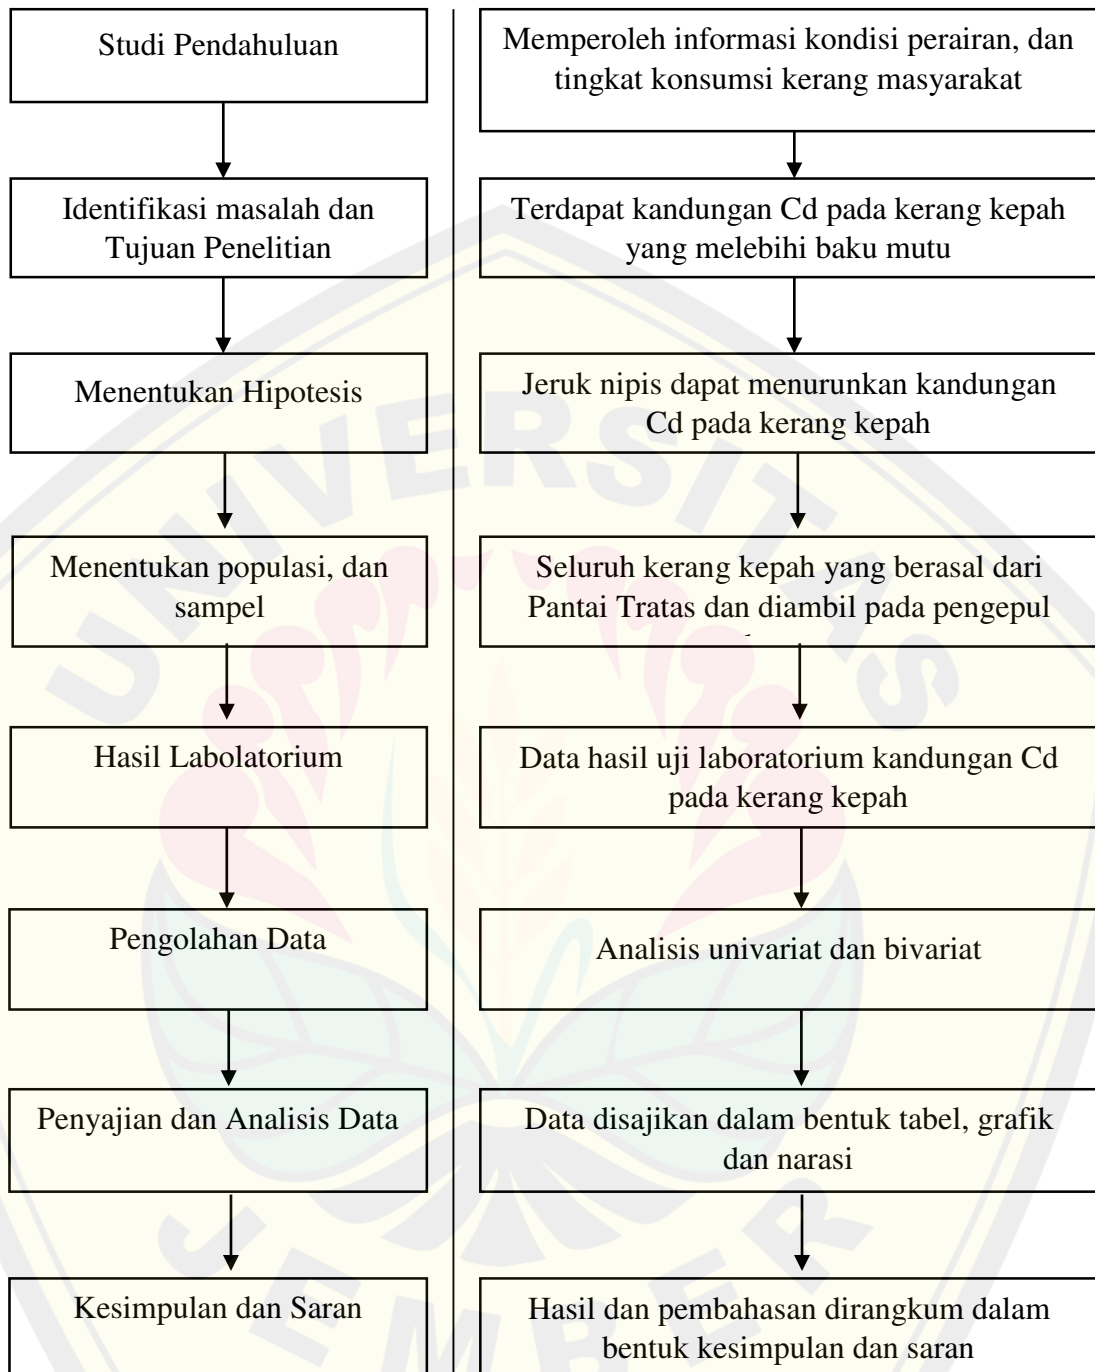 Studi Pendahuluan
Memperoleh informasi kondisi perairan, dan
tingkat konsumsi kerang masyarakat
Identifikasi masalah dan
Tujuan Penelitian
Terdapat kandungan Cd pada kerang kepah
yang melebihi baku mutu
Menentukan Hipotesis
Jeruk nipis dapat menurunkan kandungan
Cd pada kerang kepah
Menentukan populasi, dan
sampel
Seluruh kerang kepah yang berasal dari
Pantai Tratas dan diambil pada pengepul
Hasil Labolatorium
Data hasil uji laboratorium kandungan Cd
pada kerang kepah
Pengolahan Data
Analisis univariat dan bivariat
Penyajian dan Analisis Data
Data disajikan dalam bentuk tabel, grafik
dan narasi
Kesimpulan dan Saran
Hasil dan pembahasan dirangkum dalam
bentuk kesimpulan dan saran
UNIVERSITAS
JEMBER